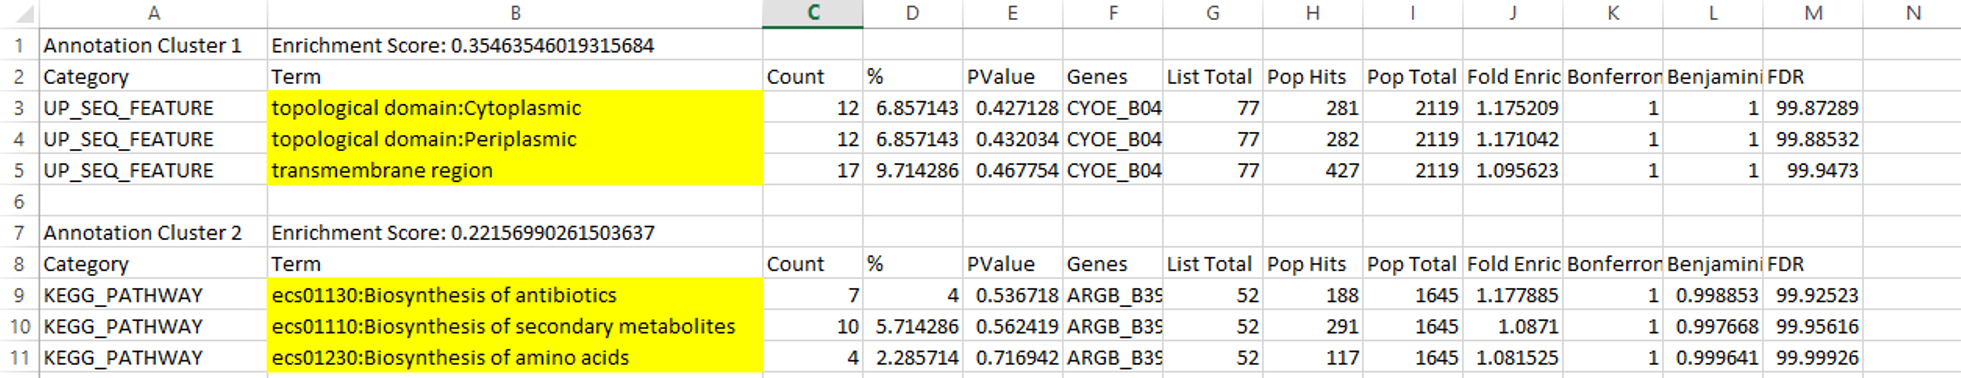 A B C D E F G H I J K L M N
1 Annotation Cluster 1 Enrichment Score: 0.35463546019315684
2 Category Term Count % PValue Genes List Total Pop Hits Pop Total Fold Enric Bonferron Benjamini FDR
3 UP_SEQ_FEATURE topological domain:Cytoplasmic 12 6.857143 0.427128 CYOE_B04 77 281 2119 1.175209 1 1 99.87289
4 UP_SEQ_FEATURE topological domain:Periplasmic 12 6.857143 0.432034 CYOE_B04 77 282 2119 1.171042 1 1 99.88532
5 UP_SEQ_FEATURE transmembrane region 17 9.714286 0.467754 CYOE_B04 77 427 2119 1.095623 1 1 99.9473
6
7 Annotation Cluster 2 Enrichment Score: 0.22156990261503637
8 Category Term Count % PValue Genes List Total Pop Hits Pop Total Fold Enric Bonferron Benjamini FDR
9 KEGG_PATHWAY ecs01130:Biosynthesis of antibiotics 7 4 0.536718 ARGB_B39 52 188 1645 1.177885 1 0.998853 99.92523
10 KEGG_PATHWAY ecs01110:Biosynthesis of secondary metabolites 10 5.714286 0.562419 ARGB_B39 52 291 1645 1.0871 1 0.997668 99.95616
11 KEGG_PATHWAY ecs01230:Biosynthesis of amino acids 4 2.285714 0.716942 ARGB_B39 52 117 1645 1.081525 1 0.999641 99.99926